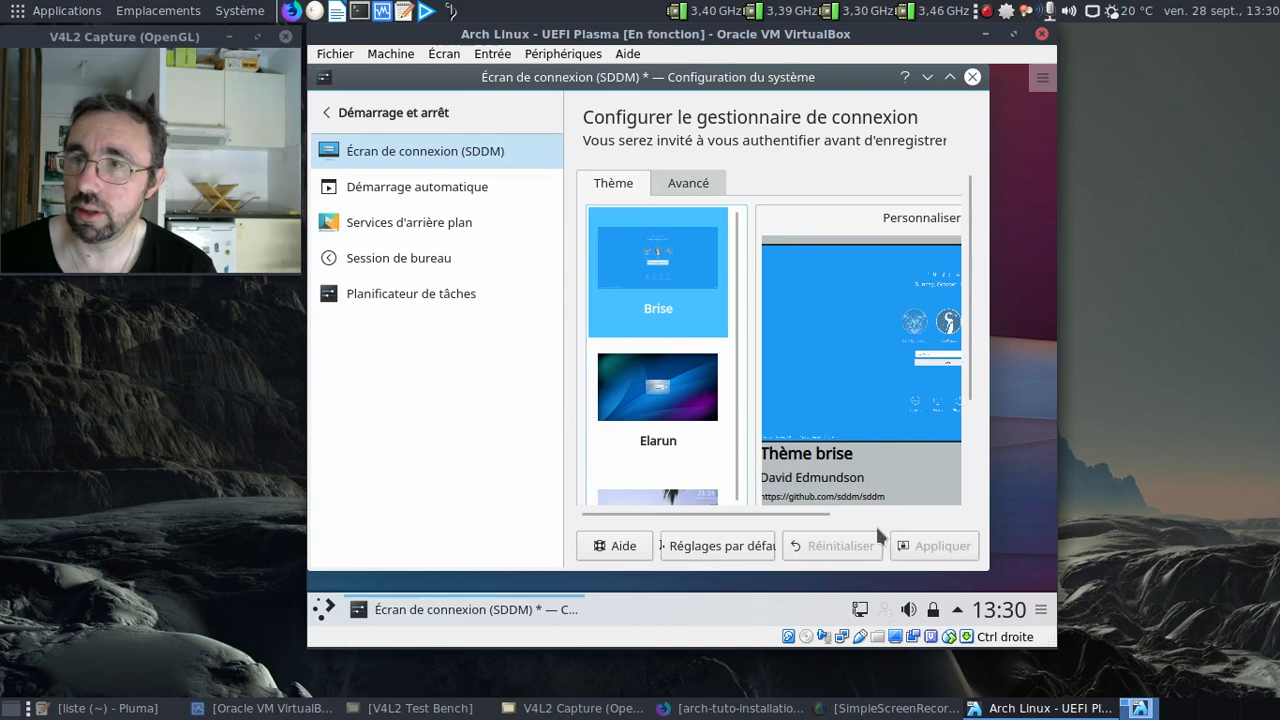 Applications Emplacements Système
3,40 GHz 3,39 GHz 3,30 GHz 3,46 GHz 20 °C ven. 28 sept., 13:30
V4L2 Capture (OpenGL)
Arch Linux - UEFI Plasma [En fonction] - Oracle VM VirtualBox
Fichier Machine Écran Entrée Périphériques Aide
Écran de connexion (SDDM) * — Configuration du système
Démarrage et arrêt
Écran de connexion (SDDM)
Démarrage automatique
Services d'arrière plan
Session de bureau
Planificateur de tâches
Configurer le gestionnaire de connexion
Vous serez invité à vous authentifier avant d'enregistrer
Thème Avancé
Brise
Elarun
21:25
Personnaliser
Thème brise
David Edmundson
https://github.com/sddm/sddm
Aide Réglages par défau Réinitialiser Appliquer
Écran de connexion (SDDM) * — C...
13:30
Ctrl droite
[liste (~) - Pluma] [Oracle VM VirtualB... [V4L2 Test Bench] V4L2 Capture (Ope... [arch-tuto-installatio... [SimpleScreenRecor... Arch Linux - UEFI Pl...